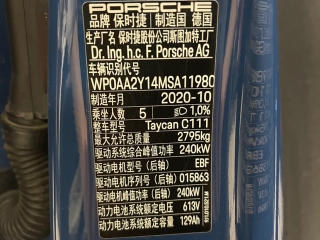 PORSCHE
品牌 保时捷 制造国 德国
生产厂名 保时捷股份公司斯图加特工厂
Dr. Ing. h.c. F. Porsche AG
车辆识别代号
WP0AA2Y14MSA11980
制造年月 2020-10
乘坐人数 5 1,0%
整车型号 Taycan C111
最大允许总质量 2795kg
驱动系统综合峰值功率 240kW
驱动电机型号（后轴） EBF
驱动电机序列号（后轴） 015863
驱动电机峰值功率（后轴） 240kW
动力电池系统额定电压 613V
动力电池系统额定容量 129Ah